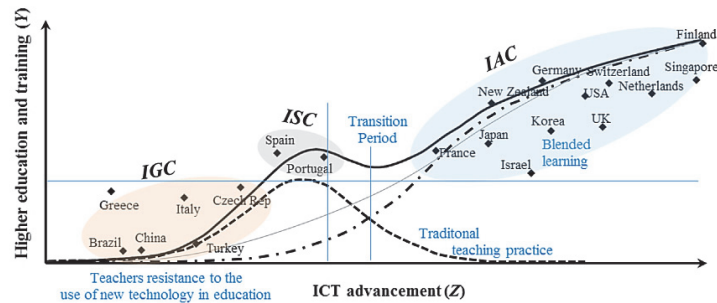 Higher education and training (Y)
Finland
IAC
Germany
Switzerland
Singapore
New Zealand
USA
Netherlands
ISC
Transition
Period
Spain
Korea
UK
Portugal
Japan
France
Blended
learning
Israel
IGC
Greece
Italy
Czech Rep
Brazil
China
Turkey
Traditonal
teaching practice
Teachers resistance to the
use of new technology in education
ICT advancement (Z)